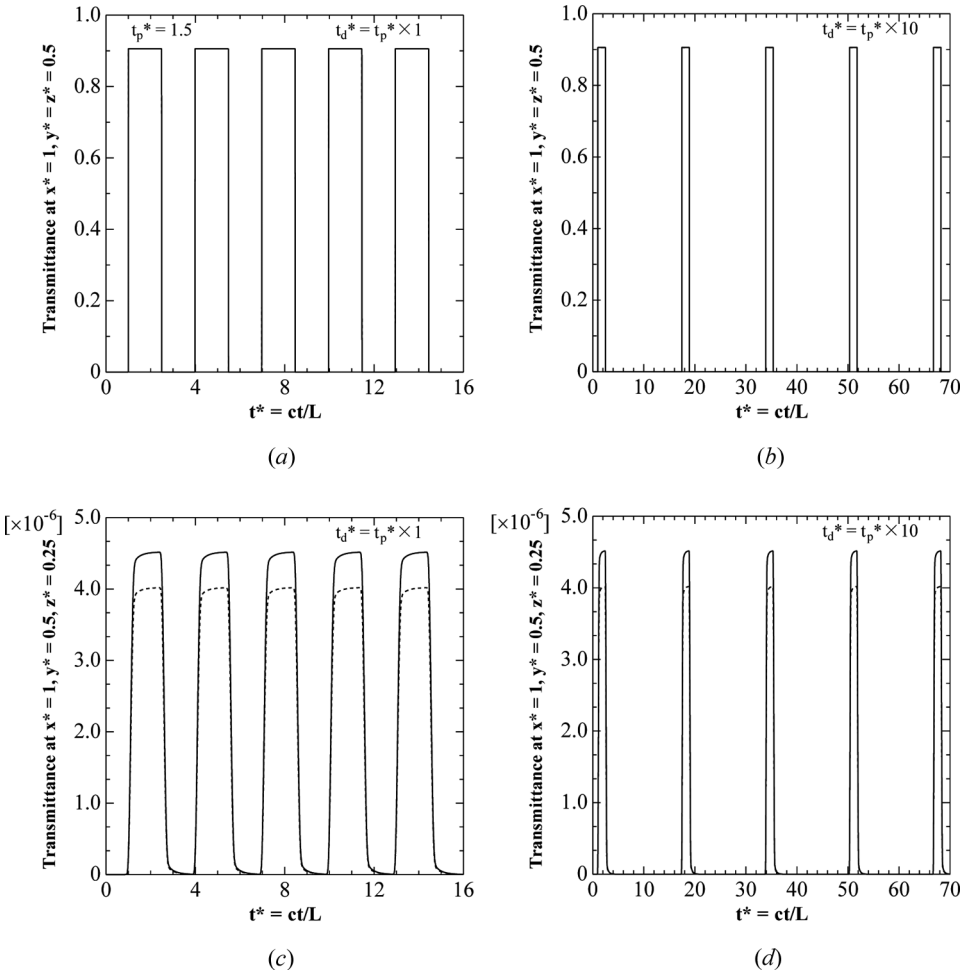 Transmittance at x* = 1, y* = z* = 0.5
1.0
0.8
0.6
0.4
0.2
0
t_p* = 1.5
t_d* = t_p* × 1
0 4 8 12 16
t* = ct/L
(a)
Transmittance at x* = 1, y* = z* = 0.5
1.0
0.8
0.6
0.4
0.2
0
t_d* = t_p* × 10
0 10 20 30 40 50 60 70
t* = ct/L
(b)
[×10^-6]
Transmittance at x* = 1, y* = 0.5, z* = 0.25
5.0
4.0
3.0
2.0
1.0
0
t_d* = t_p* × 1
0 4 8 12 16
t* = ct/L
(c)
[×10^-6]
Transmittance at x* = 1, y* = 0.5, z* = 0.25
5.0
4.0
3.0
2.0
1.0
0
t_d* = t_p* × 10
0 10 20 30 40 50 60 70
t* = ct/L
(d)